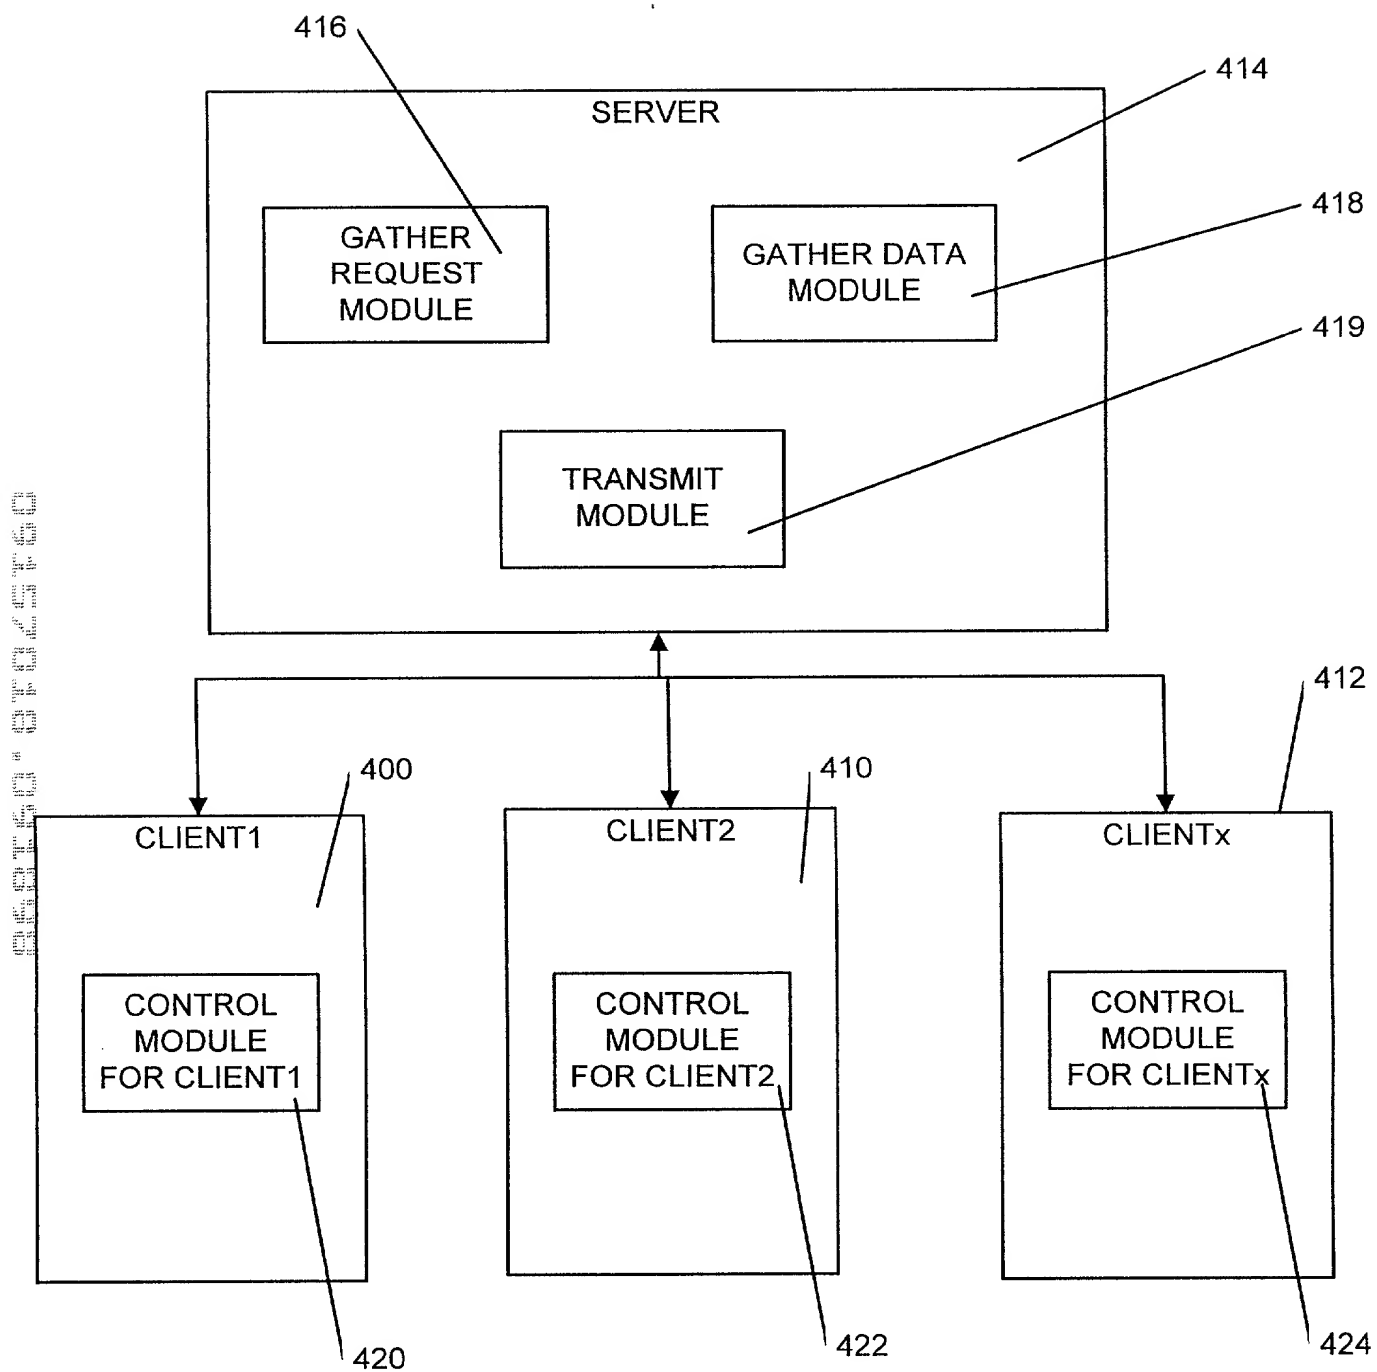 416
414
SERVER
418
GATHER
REQUEST
MODULE
GATHER DATA
MODULE
419
TRANSMIT
MODULE
412
400
410
CLIENT1
CLIENT2
CLIENTx
CONTROL
MODULE
FOR CLIENT1
CONTROL
MODULE
FOR CLIENT2
CONTROL
MODULE
FOR CLIENTx
420
422
424